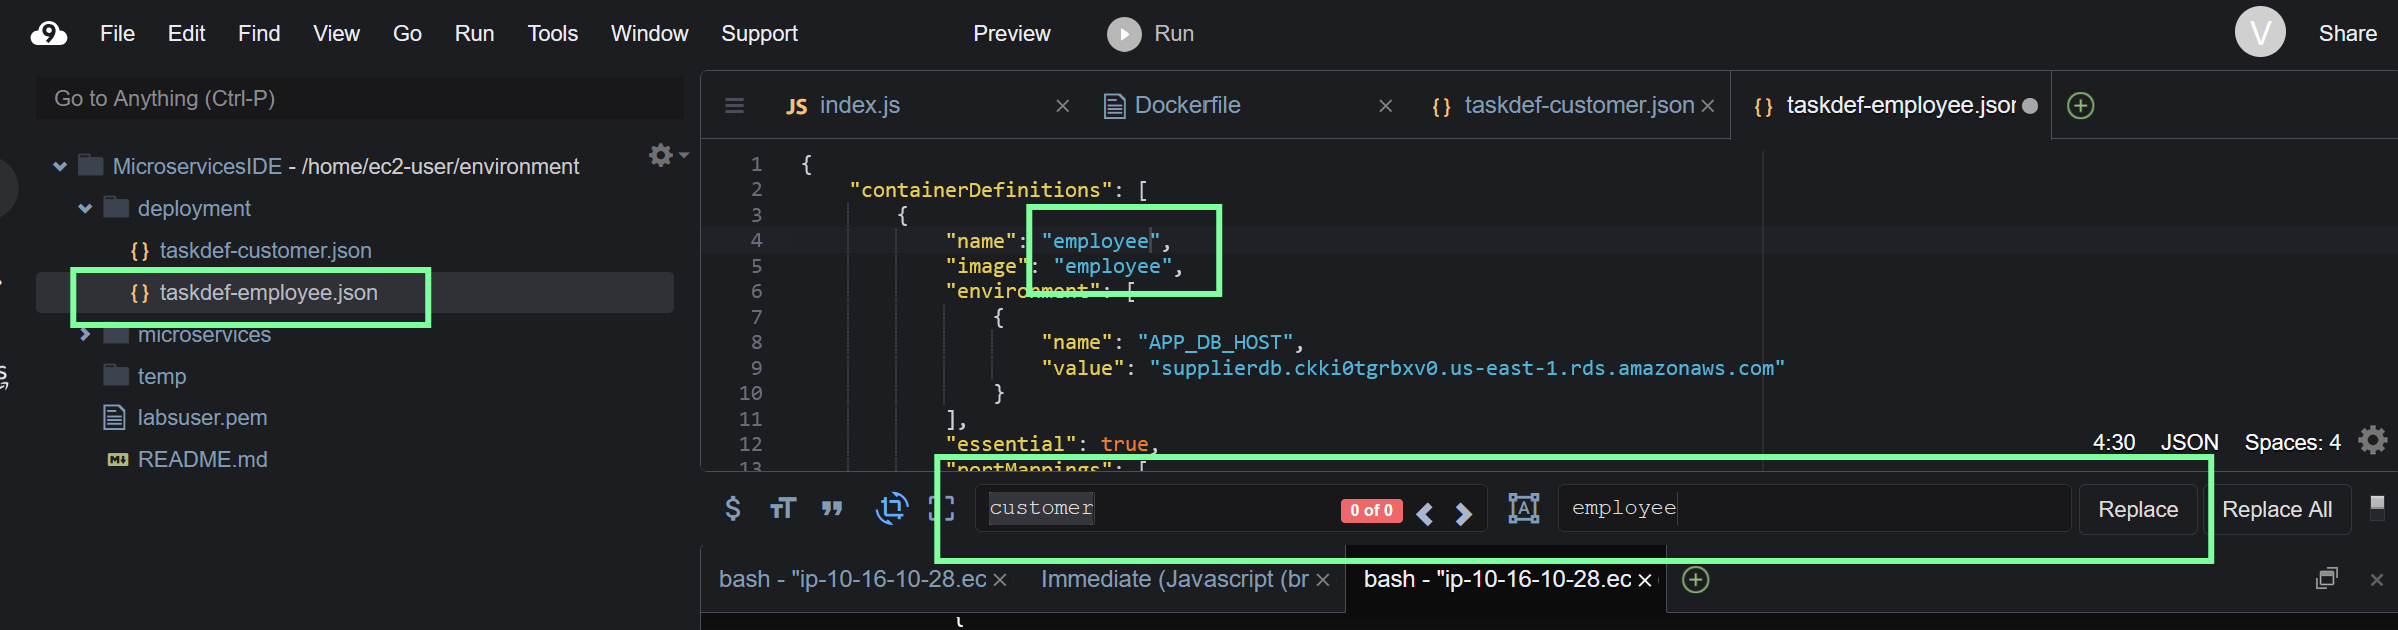 File Edit Find View Go Run Tools Window Support Preview Run V Share
Go to Anything (Ctrl-P)
MicroservicesIDE - /home/ec2-user/environment
deployment
{} taskdef-customer.json
{} taskdef-employee.json
microservices
temp
labsuser.pem
README.md
JS index.js
Dockerfile
{} taskdef-customer.json
{} taskdef-employee.jsor
1 {
2 "containerDefinitions": [
3 {
4 "name": "employee",
5 "image": "employee",
6 "environment": [
7 {
8 "name": "APP_DB_HOST",
9 "value": "supplierdb.ckki0tgrbxv0.us-east-1.rds.amazonaws.com"
10 }
11 ],
12 "essential": true,
13 "portMappings": [
4:30 JSON Spaces: 4
customer 0 of 0 employee Replace Replace All
bash - "ip-10-16-10-28.ec Immediate (Javascript (br bash - "ip-10-16-10-28.ec
{